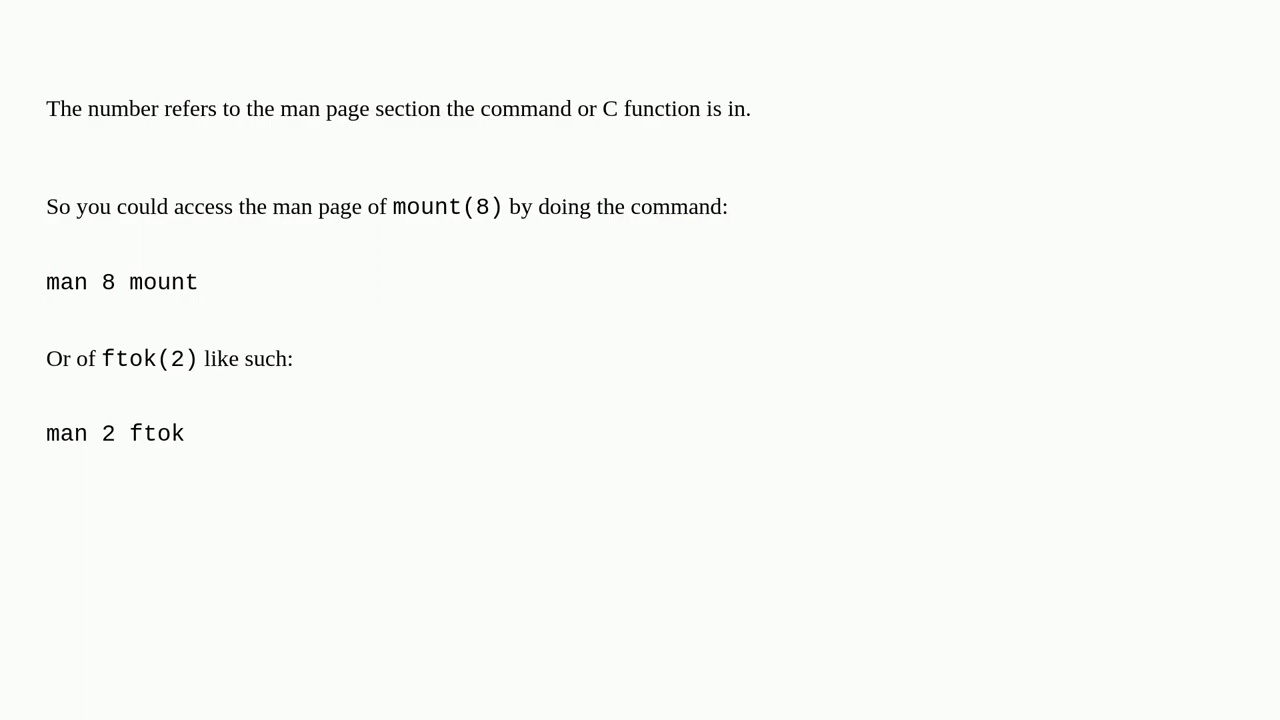 The number refers to the man page section the command or C function is in.
So you could access the man page of mount(8) by doing the command:
man 8 mount
Or of ftok(2) like such:
man 2 ftok